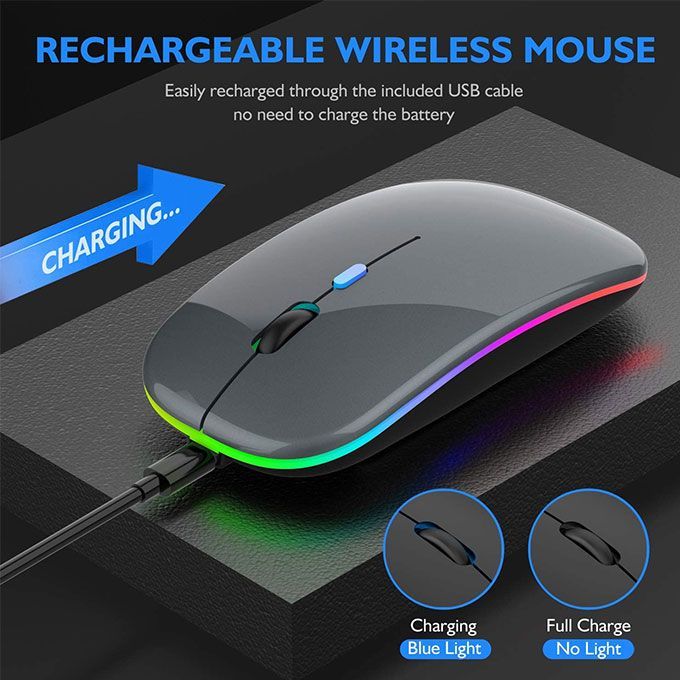 RECHARGEABLE WIRELESS MOUSE
Easily recharged through the included USB cable
no need to charge the battery
CHARGING...
Charging
Blue Light
Full Charge
No Light